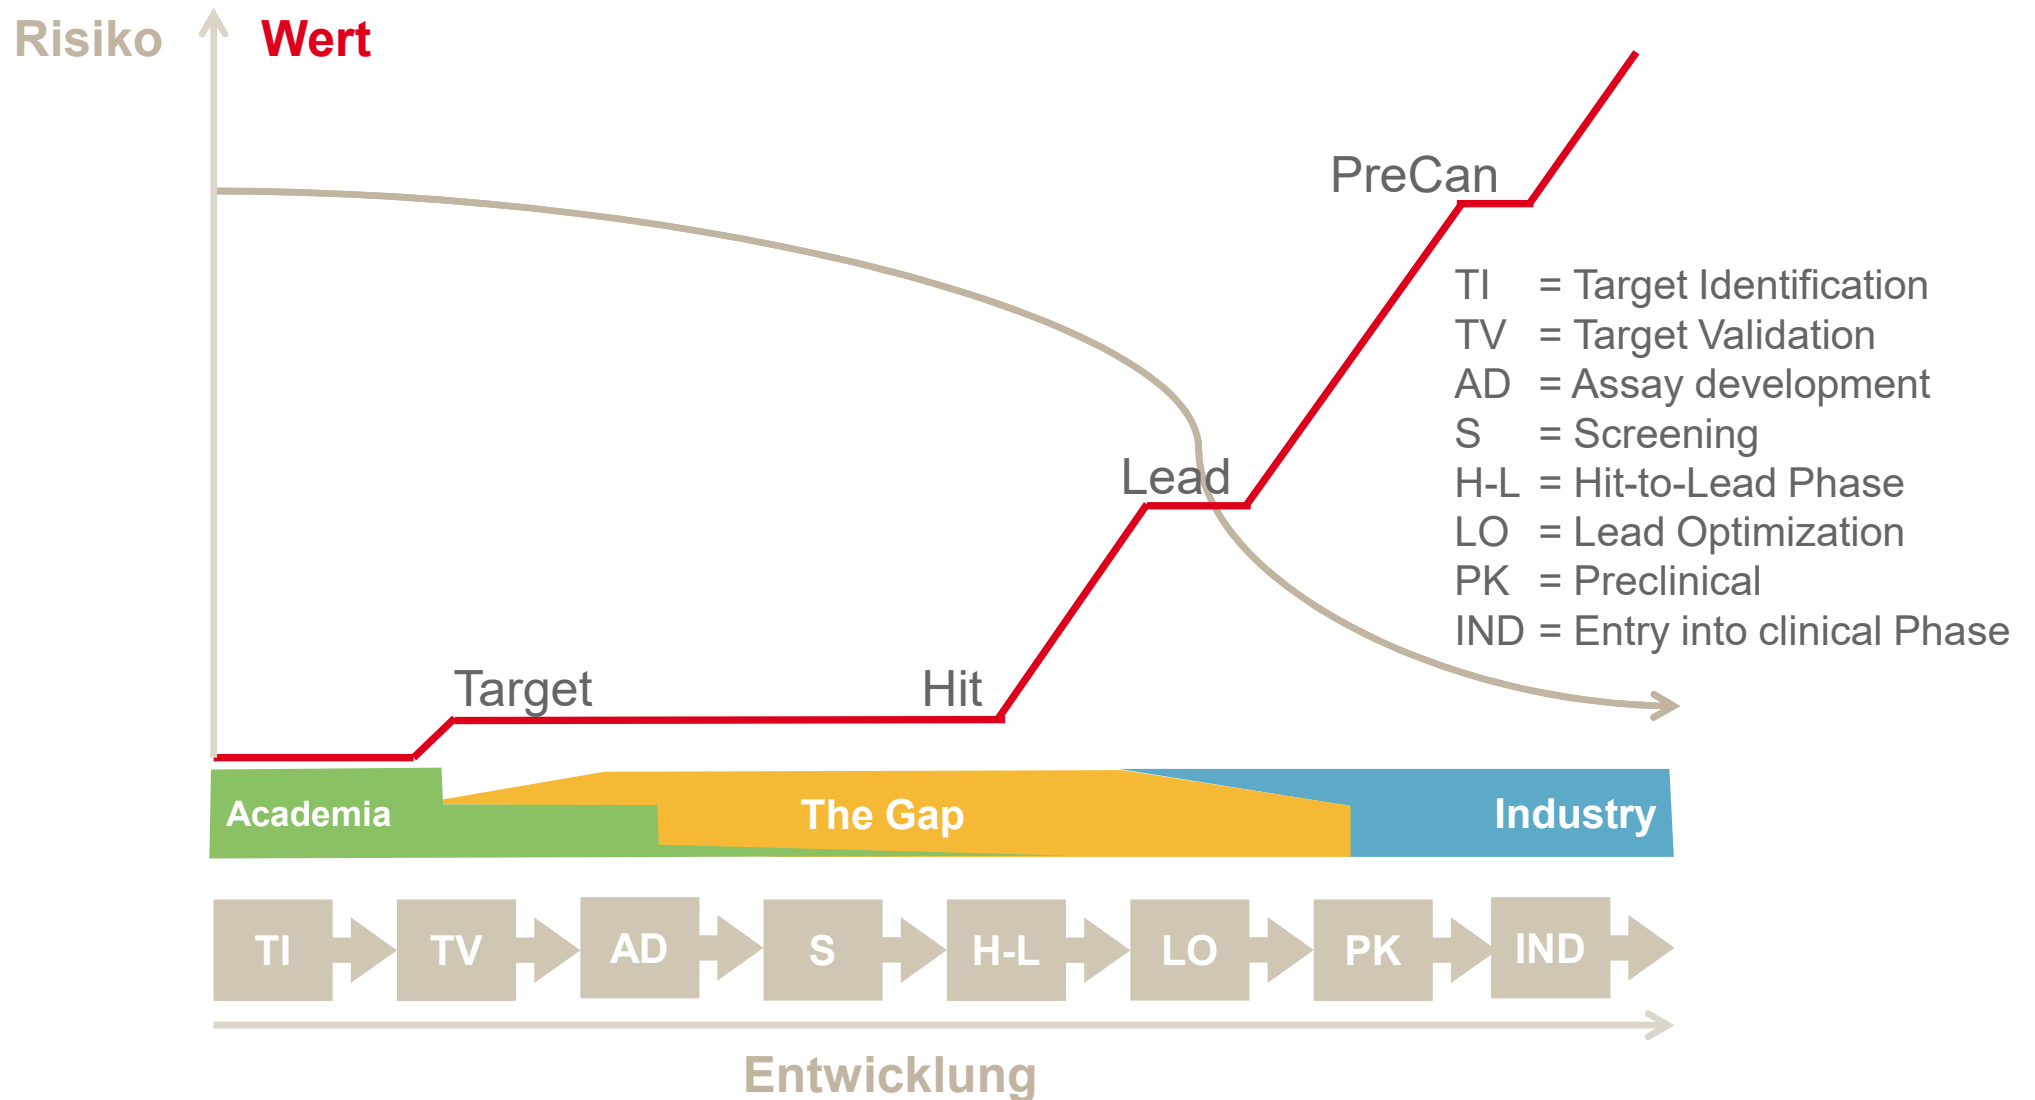 Risiko
Wert
PreCan
TI = Target Identification
TV = Target Validation
AD = Assay development
S = Screening
H-L = Hit-to-Lead Phase
LO = Lead Optimization
PK = Preclinical
IND = Entry into clinical Phase
Lead
Target
Hit
Academia
The Gap
Industry
TI
TV
AD
S
H-L
LO
PK
IND
Entwicklung